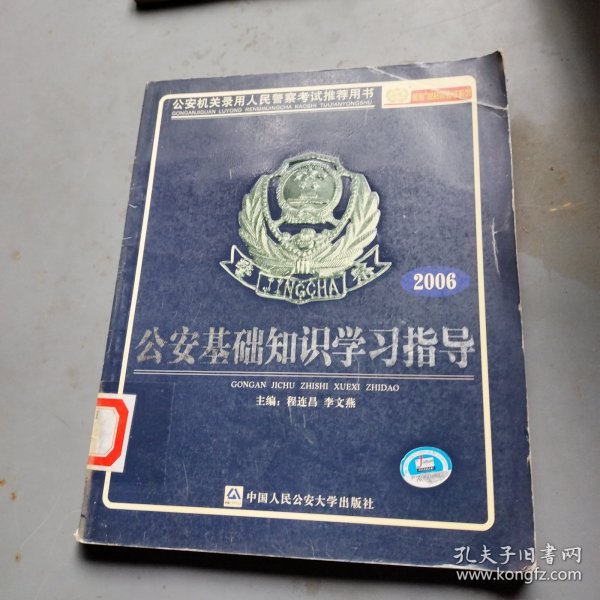 公安机关录用人民警察考试推荐用书
GONGANJIGUAN LUYONG RENMINJINGCHA KAOSHI TUIJIANYONGSHU
警 察
JINGCHA
2006
公安基础知识学习指导
GONGAN JICHU ZHISHI XUEXI ZHIDAO
主编：程连昌 李文燕
中国人民公安大学出版社
孔夫子旧书网
www.kongfz.com